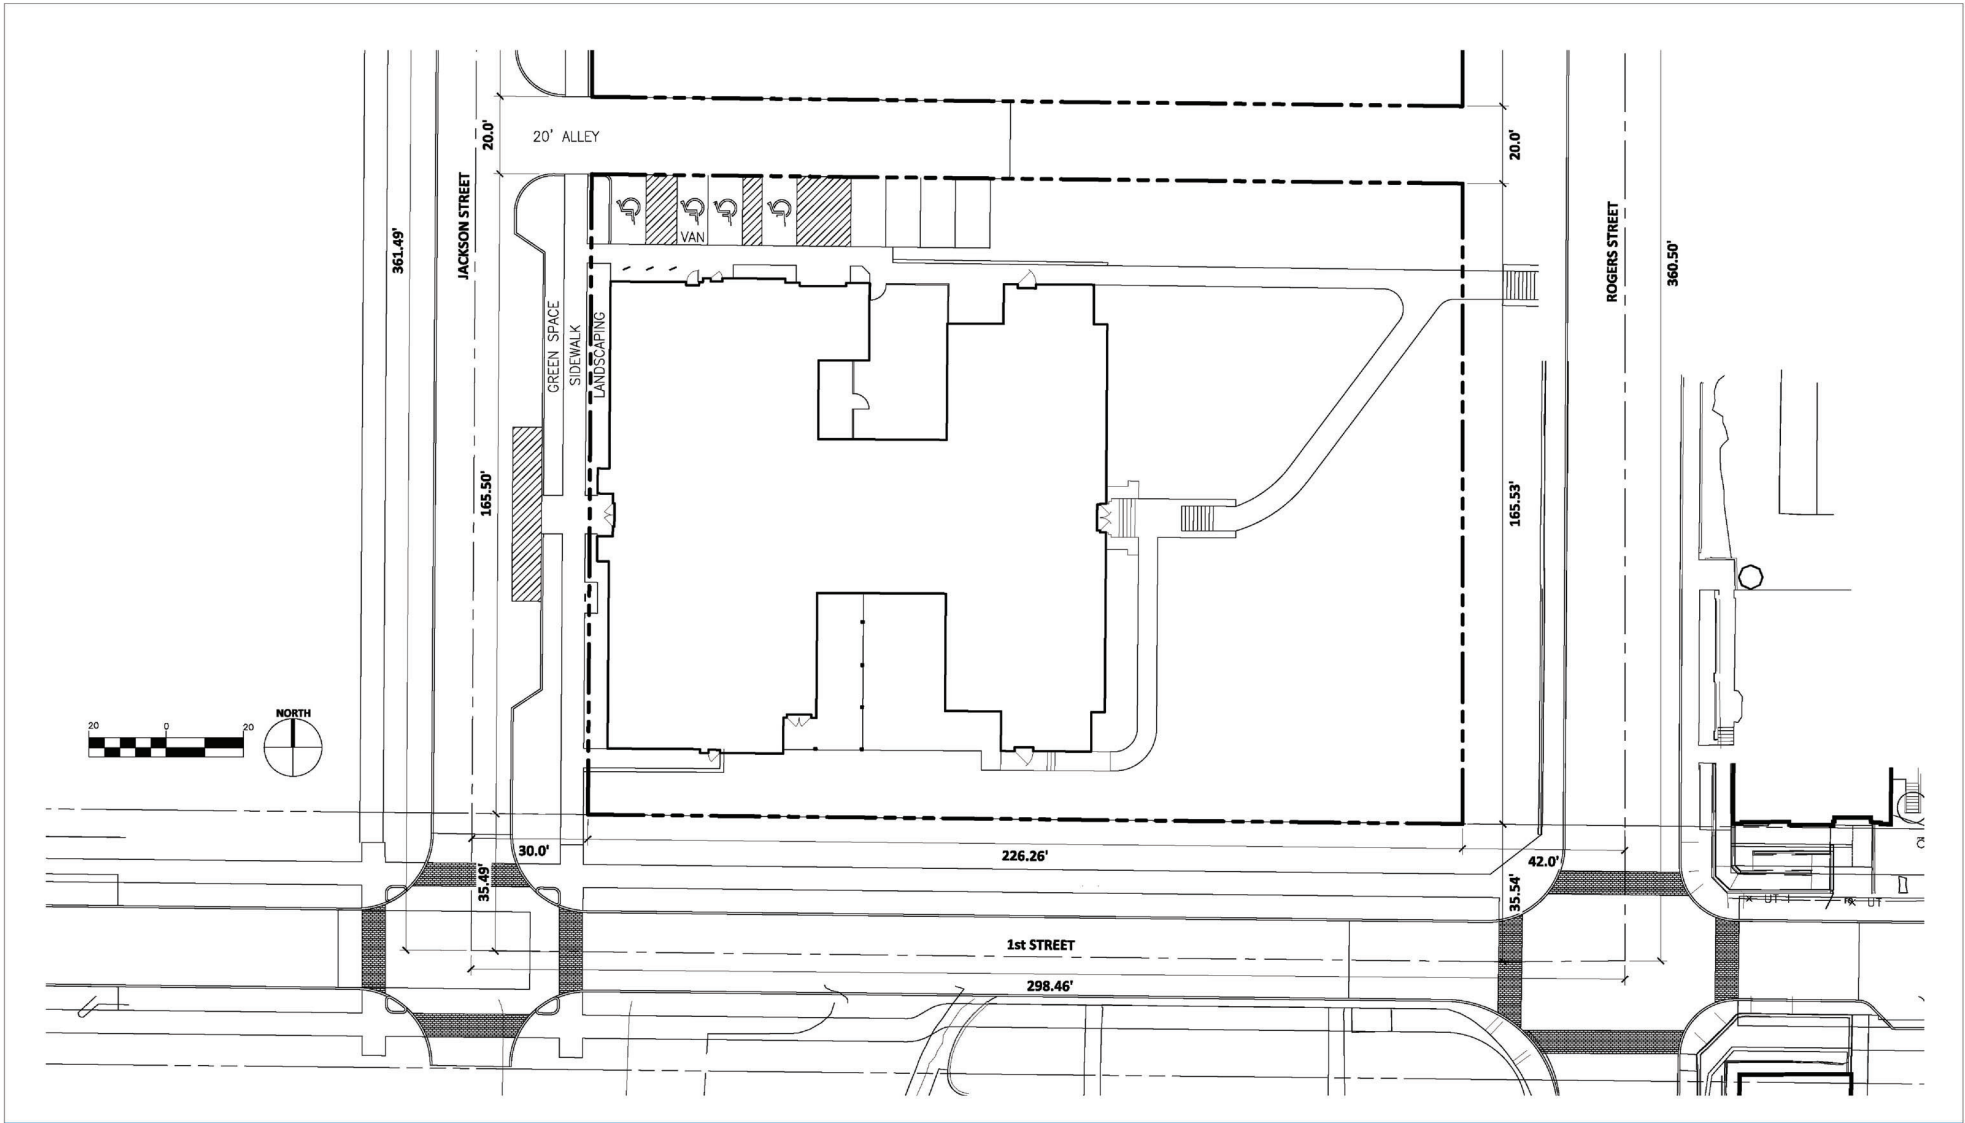 20.0'
20' ALLEY
20.0'
JACKSON STREET
361.49'
VAN
ROGERS STREET
360.50'
GREEN SPACE
SIDEWALK
LANDSCAPING
165.50'
165.53'
20 0 20
NORTH
30.0'
226.26'
42.0'
35.49'
35.54'
UT
UT
1st STREET
298.46'